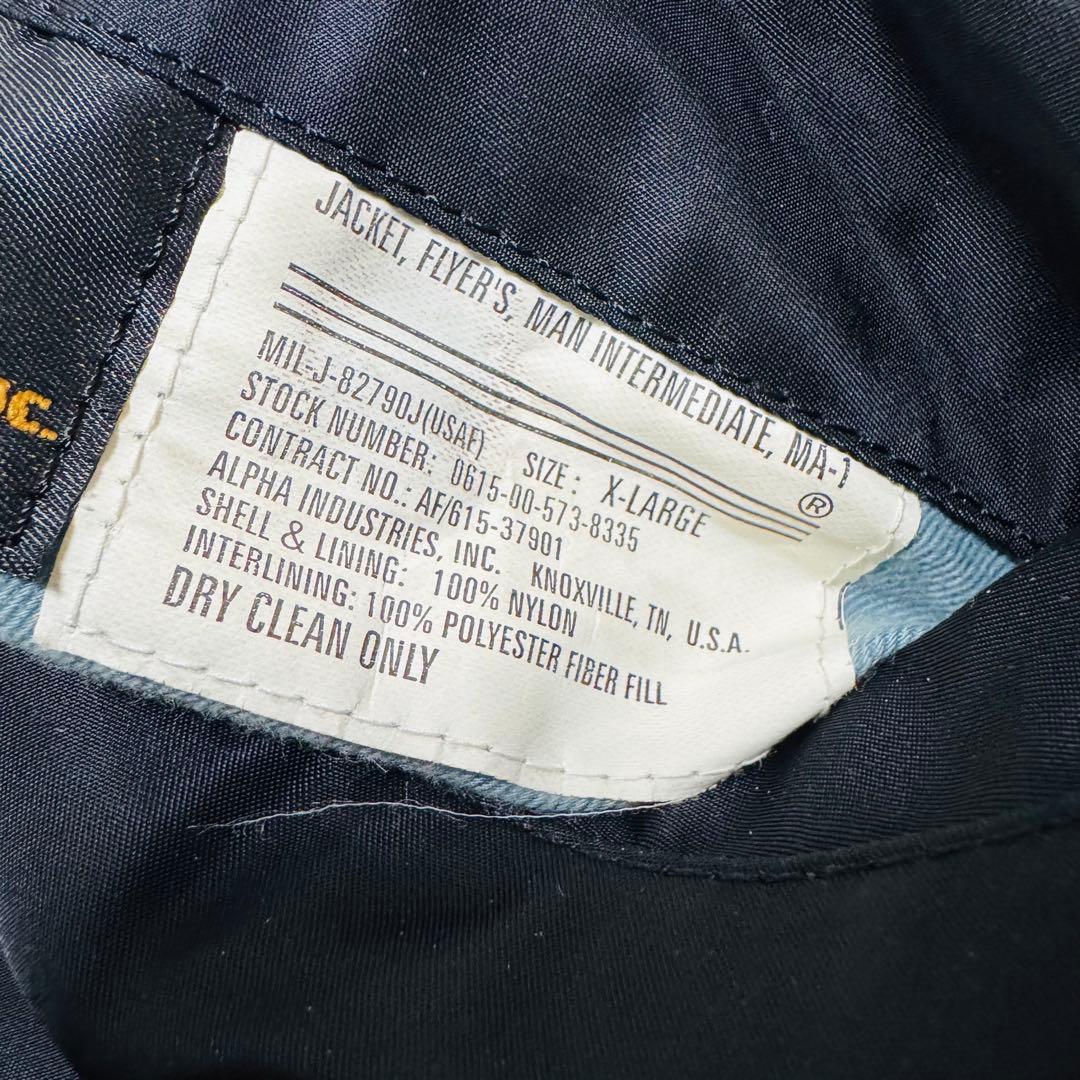 JACKET, FLYER'S, MAN INTERMEDIATE, MA-1
®
MIL-J-82790J(USAF) SIZE: X-LARGE
STOCK NUMBER: 0615-00-573-8335
CONTRACT NO.: AF/615-37901
ALPHA INDUSTRIES, INC. KNOXVILLE, TN, U.S.A.
SHELL & LINING: 100% NYLON
INTERLINING: 100% POLYESTER FIBER FILL
DRY CLEAN ONLY